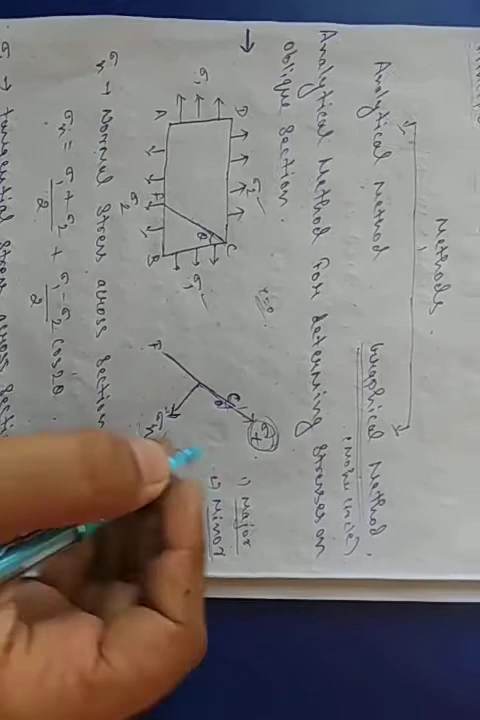 Methods.
Analytical Method
Graphical Method.
(Mohr circle)
Analytical Method For determining Stresses on
oblique Section.
D
C
A
B
F
θ
σ₁
σ₂
σ₂
σ₁
F
C
θ
σt
σn
1) Major
2) Minor
σn → Normal Stress across Section
σn = σ₁ + σ₂ / 2 + σ₁ - σ₂ / 2 cos2θ.
→ tangential Stress across Secti